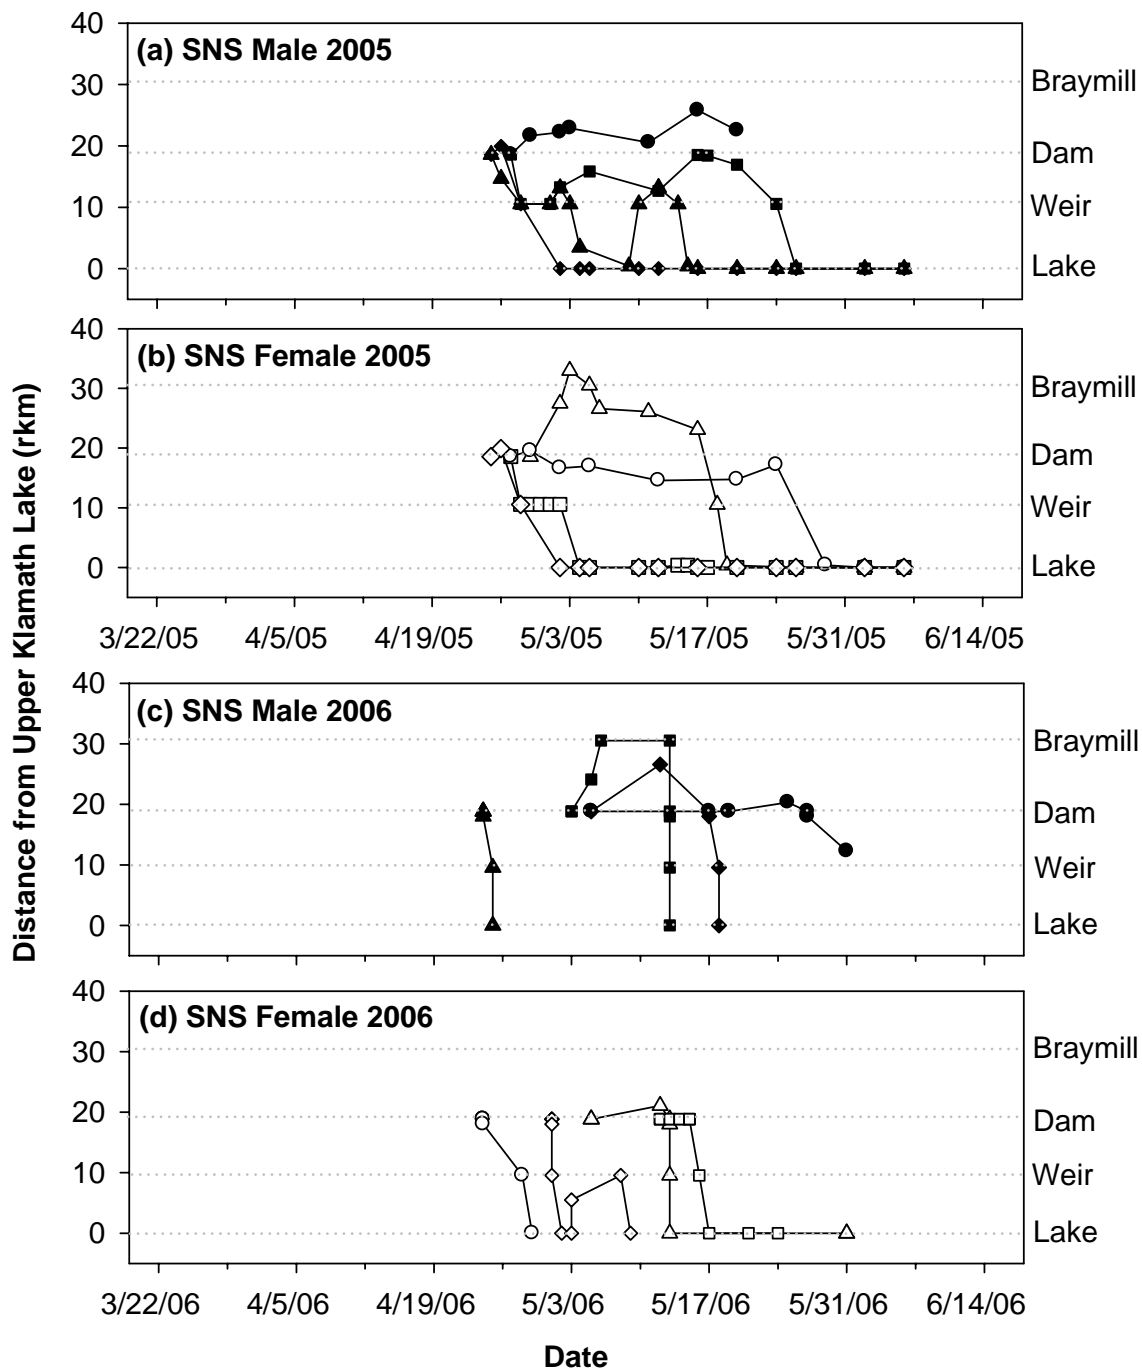 Distance from Upper Klamath Lake (rkm)
(a) SNS Male 2005
40
30
20
10
0
Braymill
Dam
Weir
Lake
(b) SNS Female 2005
40
30
20
10
0
Braymill
Dam
Weir
Lake
3/22/05 4/5/05 4/19/05 5/3/05 5/17/05 5/31/05 6/14/05
(c) SNS Male 2006
40
30
20
10
0
Braymill
Dam
Weir
Lake
(d) SNS Female 2006
40
30
20
10
0
Braymill
Dam
Weir
Lake
3/22/06 4/5/06 4/19/06 5/3/06 5/17/06 5/31/06 6/14/06
Date